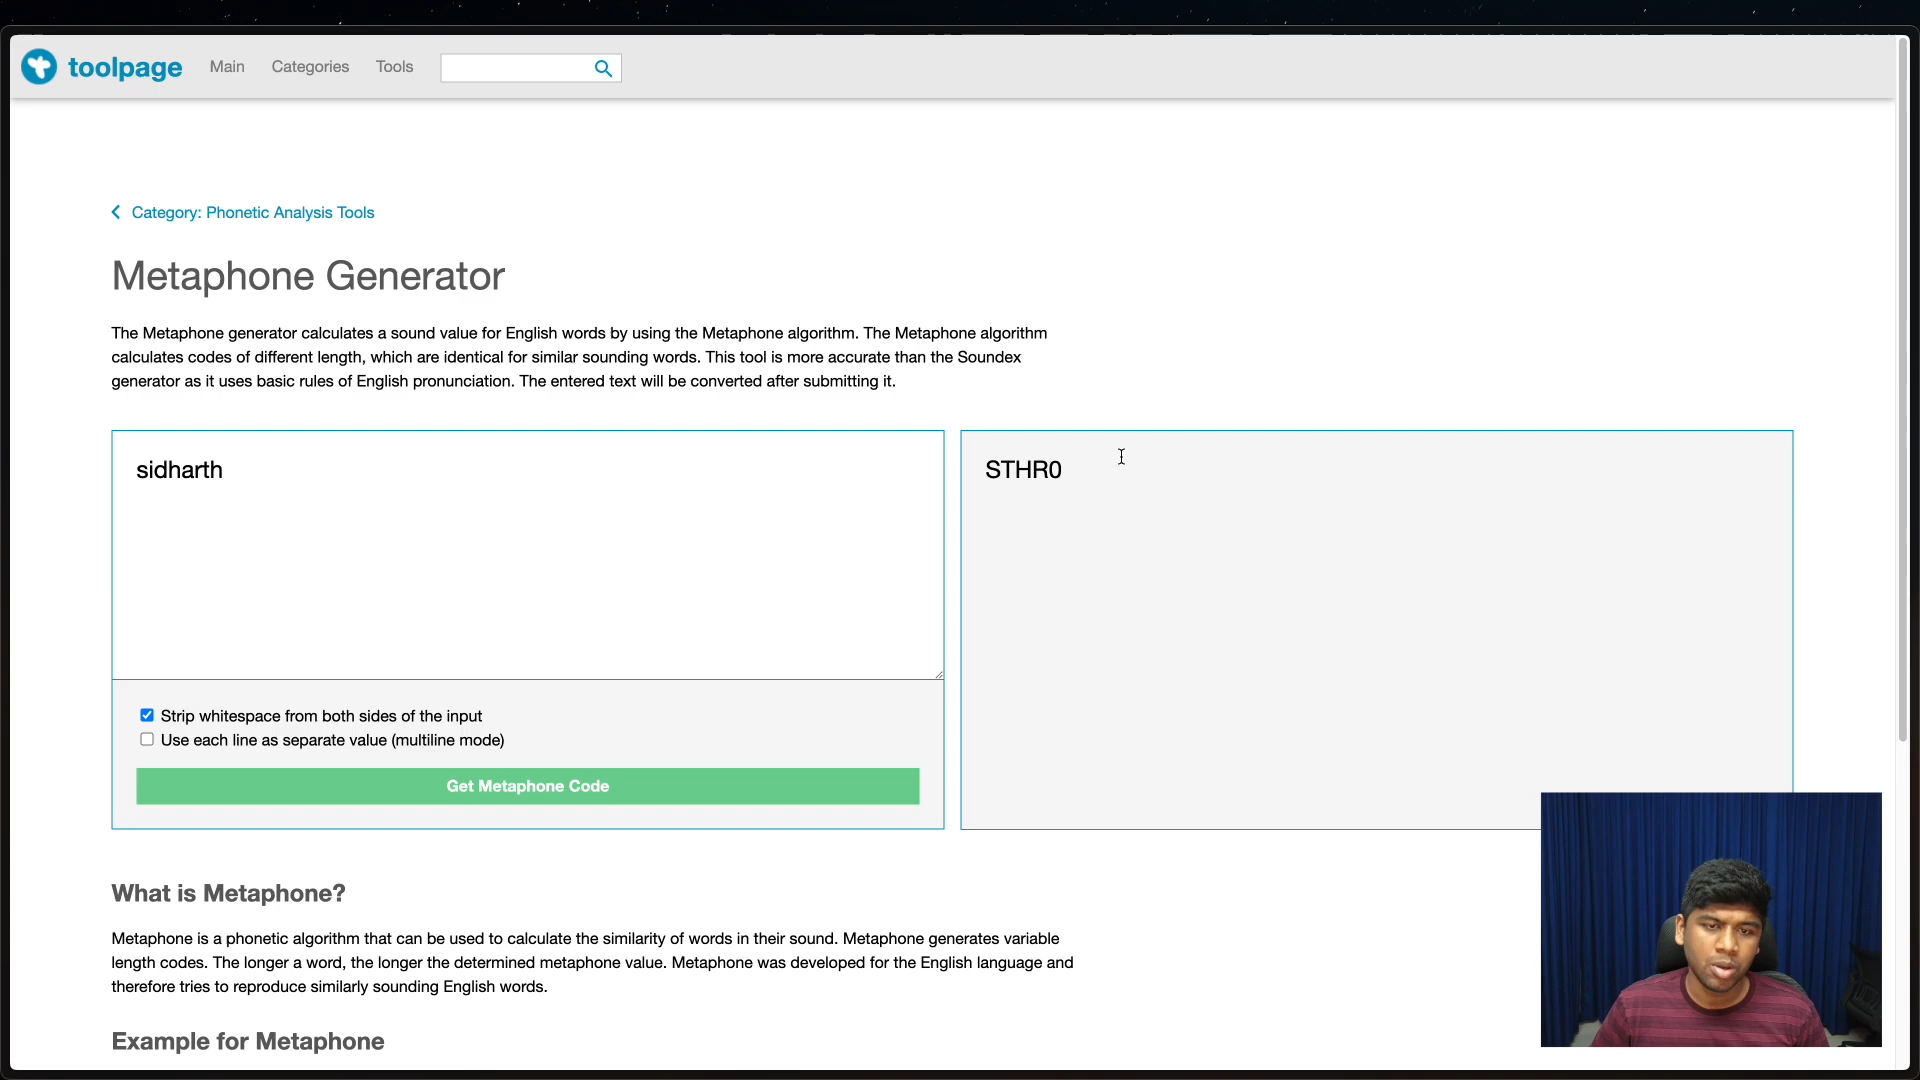 toolpage Main Categories Tools
Category: Phonetic Analysis Tools
Metaphone Generator
The Metaphone generator calculates a sound value for English words by using the Metaphone algorithm. The Metaphone algorithm
calculates codes of different length, which are identical for similar sounding words. This tool is more accurate than the Soundex
generator as it uses basic rules of English pronunciation. The entered text will be converted after submitting it.
sidharth
STHR0
Strip whitespace from both sides of the input
Use each line as separate value (multiline mode)
Get Metaphone Code
What is Metaphone?
Metaphone is a phonetic algorithm that can be used to calculate the similarity of words in their sound. Metaphone generates variable
length codes. The longer a word, the longer the determined metaphone value. Metaphone was developed for the English language and
therefore tries to reproduce similarly sounding English words.
Example for Metaphone